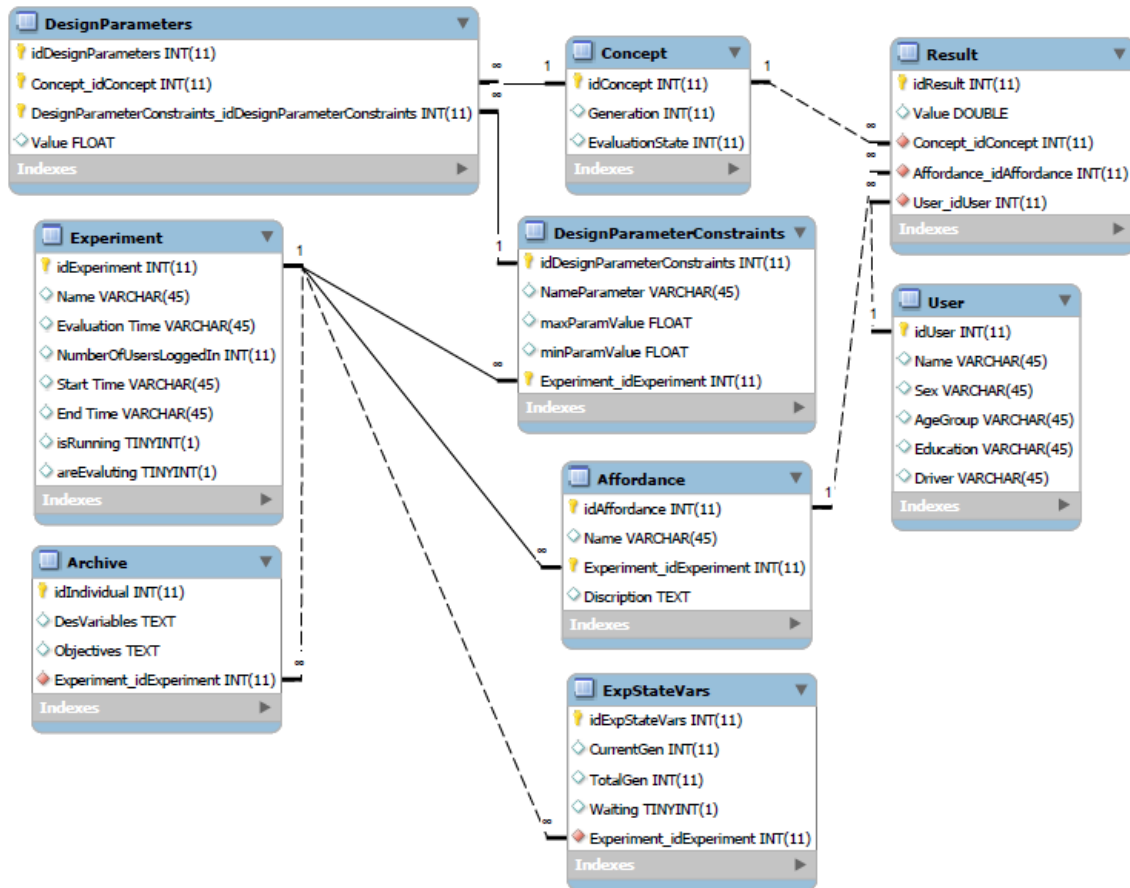 DesignParameters
idDesignParameters INT(11)
Concept_idConcept INT(11)
DesignParameterConstraints_idDesignParameterConstraints INT(11)
Value FLOAT
Indexes
∞
∞
1
Concept
idConcept INT(11)
Generation INT(11)
EvaluationState INT(11)
Indexes
1
∞
∞
∞
Result
idResult INT(11)
Value DOUBLE
Concept_idConcept INT(11)
Affordance_idAffordance INT(11)
User_idUser INT(11)
Indexes
Experiment
idExperiment INT(11)
Name VARCHAR(45)
Evaluation Time VARCHAR(45)
NumberOfUsersLoggedIn INT(11)
Start Time VARCHAR(45)
End Time VARCHAR(45)
isRunning TINYINT(1)
areEvaluting TINYINT(1)
Indexes
1
1
∞
DesignParameterConstraints
idDesignParameterConstraints INT(11)
NameParameter VARCHAR(45)
maxParamValue FLOAT
minParamValue FLOAT
Experiment_idExperiment INT(11)
Indexes
1
User
idUser INT(11)
Name VARCHAR(45)
Sex VARCHAR(45)
AgeGroup VARCHAR(45)
Education VARCHAR(45)
Driver VARCHAR(45)
Indexes
Archive
idIndividual INT(11)
DesVariables TEXT
Objectives TEXT
Experiment_idExperiment INT(11)
Indexes
∞
∞
Affordance
idAffordance INT(11)
Name VARCHAR(45)
Experiment_idExperiment INT(11)
Discription TEXT
Indexes
1
∞
ExpStateVars
idExpStateVars INT(11)
CurrentGen INT(11)
TotalGen INT(11)
Waiting TINYINT(1)
Experiment_idExperiment INT(11)
Indexes